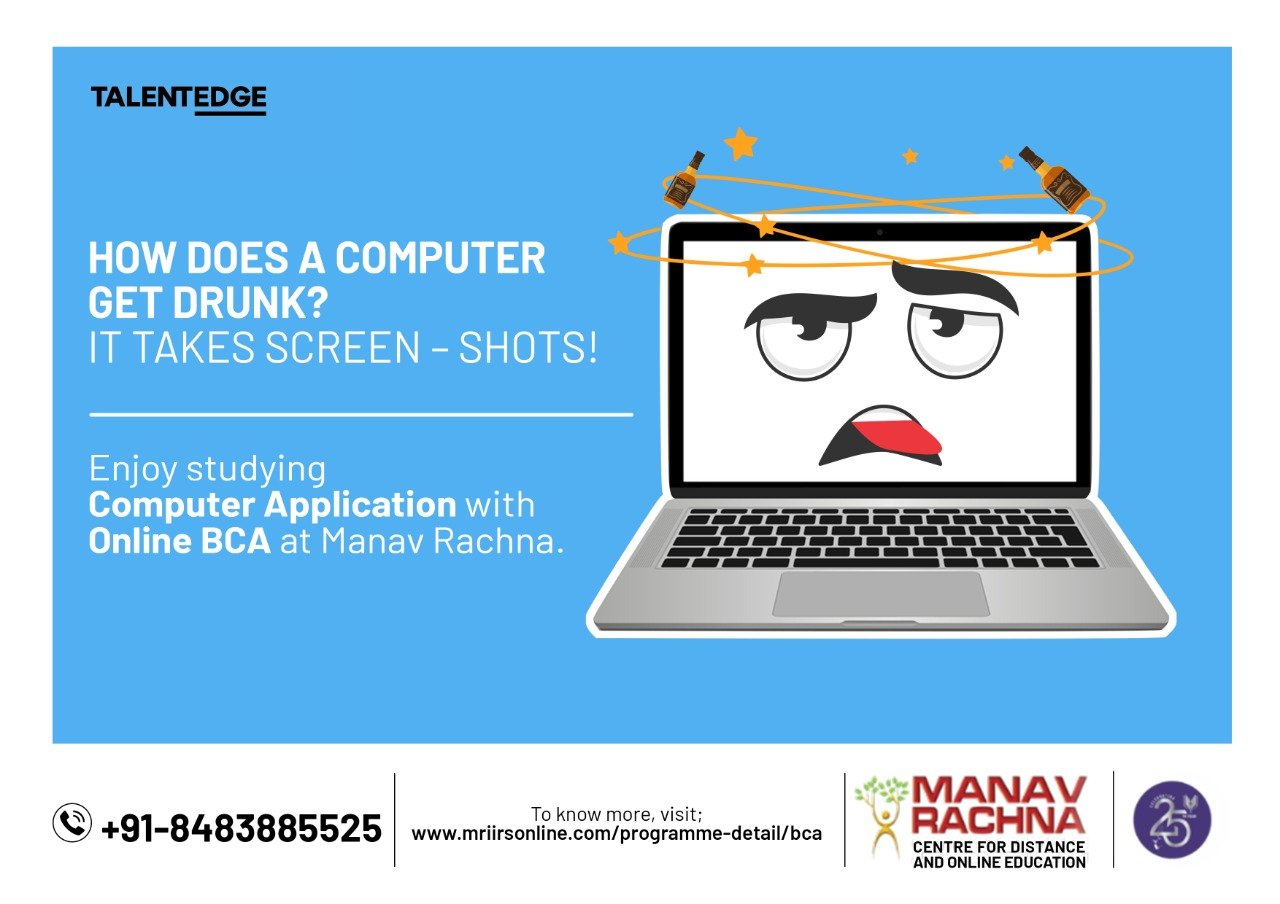 TALENTEDGE
HOW DOES A COMPUTER
GET DRUNK?
IT TAKES SCREEN – SHOTS!
Enjoy studying
Computer Application with
Online BCA at Manav Rachna.
+91-8483885525
To know more, visit;
www.mriirsonline.com/programme-detail/bca
MANAV
RACHNA
CENTRE FOR DISTANCE
AND ONLINE EDUCATION
25